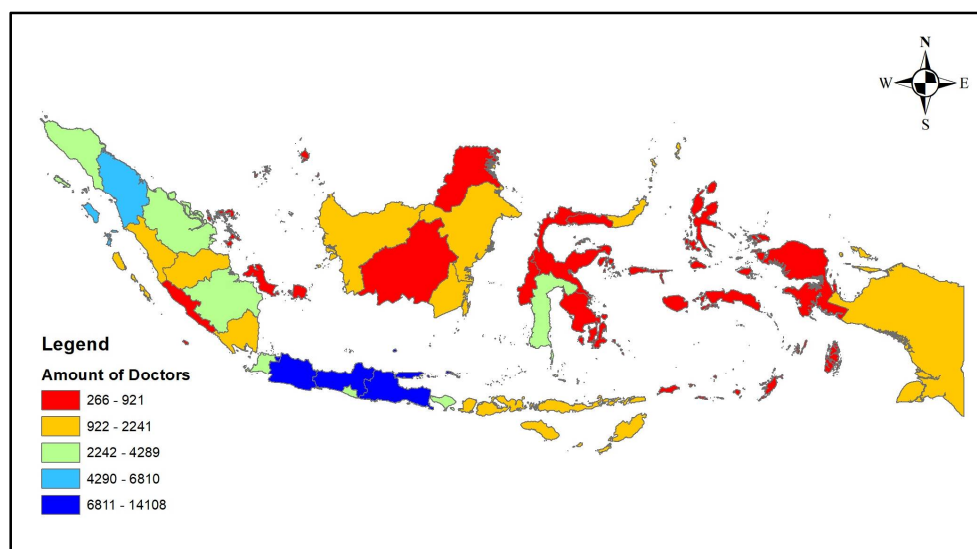 N
W E
S
Legend
Amount of Doctors
266 - 921
922 - 2241
2242 - 4289
4290 - 6810
6811 - 14108